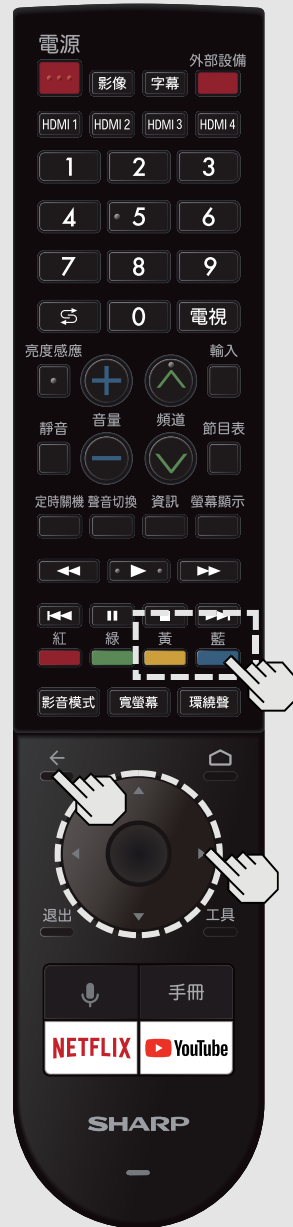 電源
外部設備
影像 字幕
HDMI 1 HDMI 2 HDMI 3 HDMI 4
1 2 3
4 5 6
7 8 9
0 電視
亮度感應 輸入
音量 頻道
靜音 節目表
定時關機 聲音切換 資訊 螢幕顯示
紅 綠 黃 藍
影音模式 寬螢幕 環繞聲
退出 工具
手冊
NETFLIX YouTube
SHARP